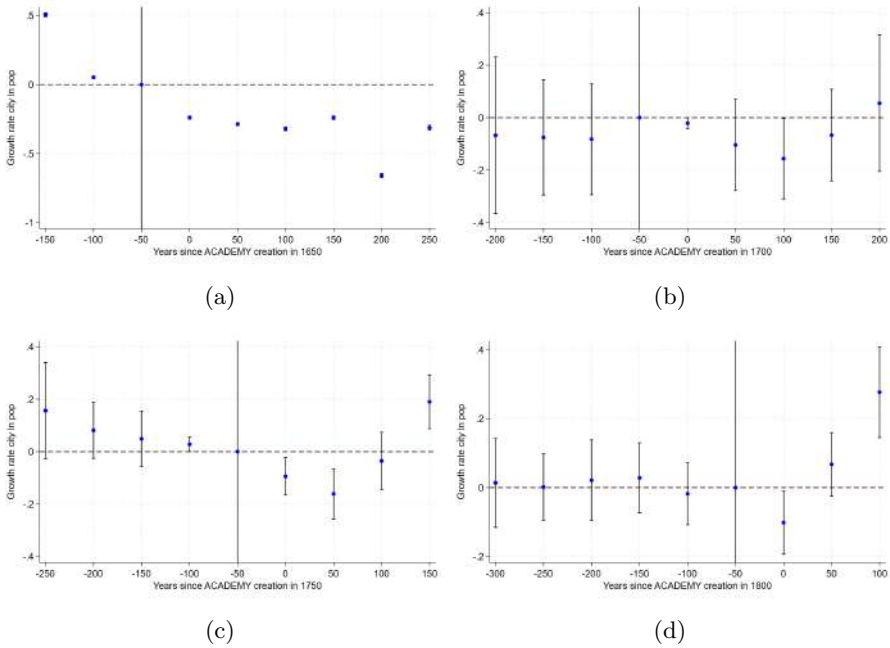 .5
0
-.5
-1
Growth rate city ln pop
-150 -100 -50 0 50 100 150 200 250
Years since ACADEMY creation in 1650
(a)
.4
.2
0
-.2
-.4
Growth rate city ln pop
-200 -150 -100 -50 0 50 100 150 200
Years since ACADEMY creation in 1700
(b)
.4
.2
0
-.2
-.4
Growth rate city ln pop
-250 -200 -150 -100 -50 0 50 100 150
Years since ACADEMY creation in 1750
(c)
.4
.2
0
-.2
Growth rate city ln pop
-300 -250 -200 -150 -100 -50 0 50 100
Years since ACADEMY creation in 1800
(d)